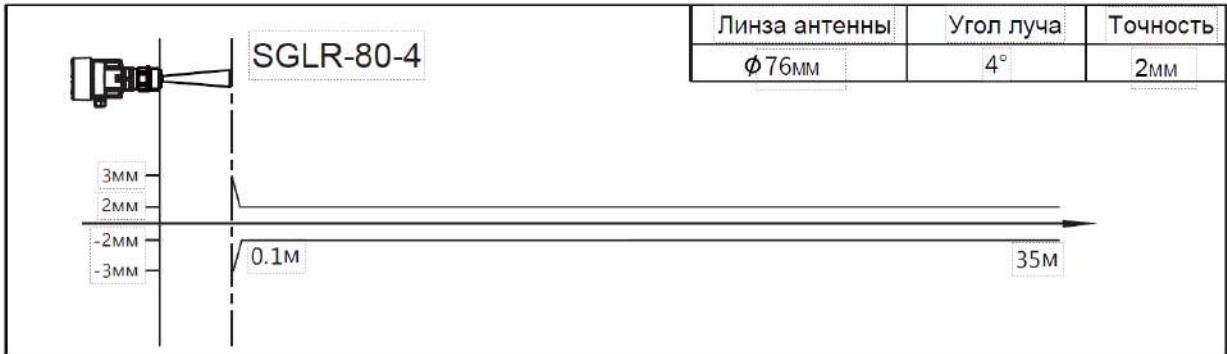 SGLR-80-4
Линза антенны Угол луча Точность
ϕ76мм 4° 2мм
3мм
2мм
-2мм
-3мм
0.1м 35м